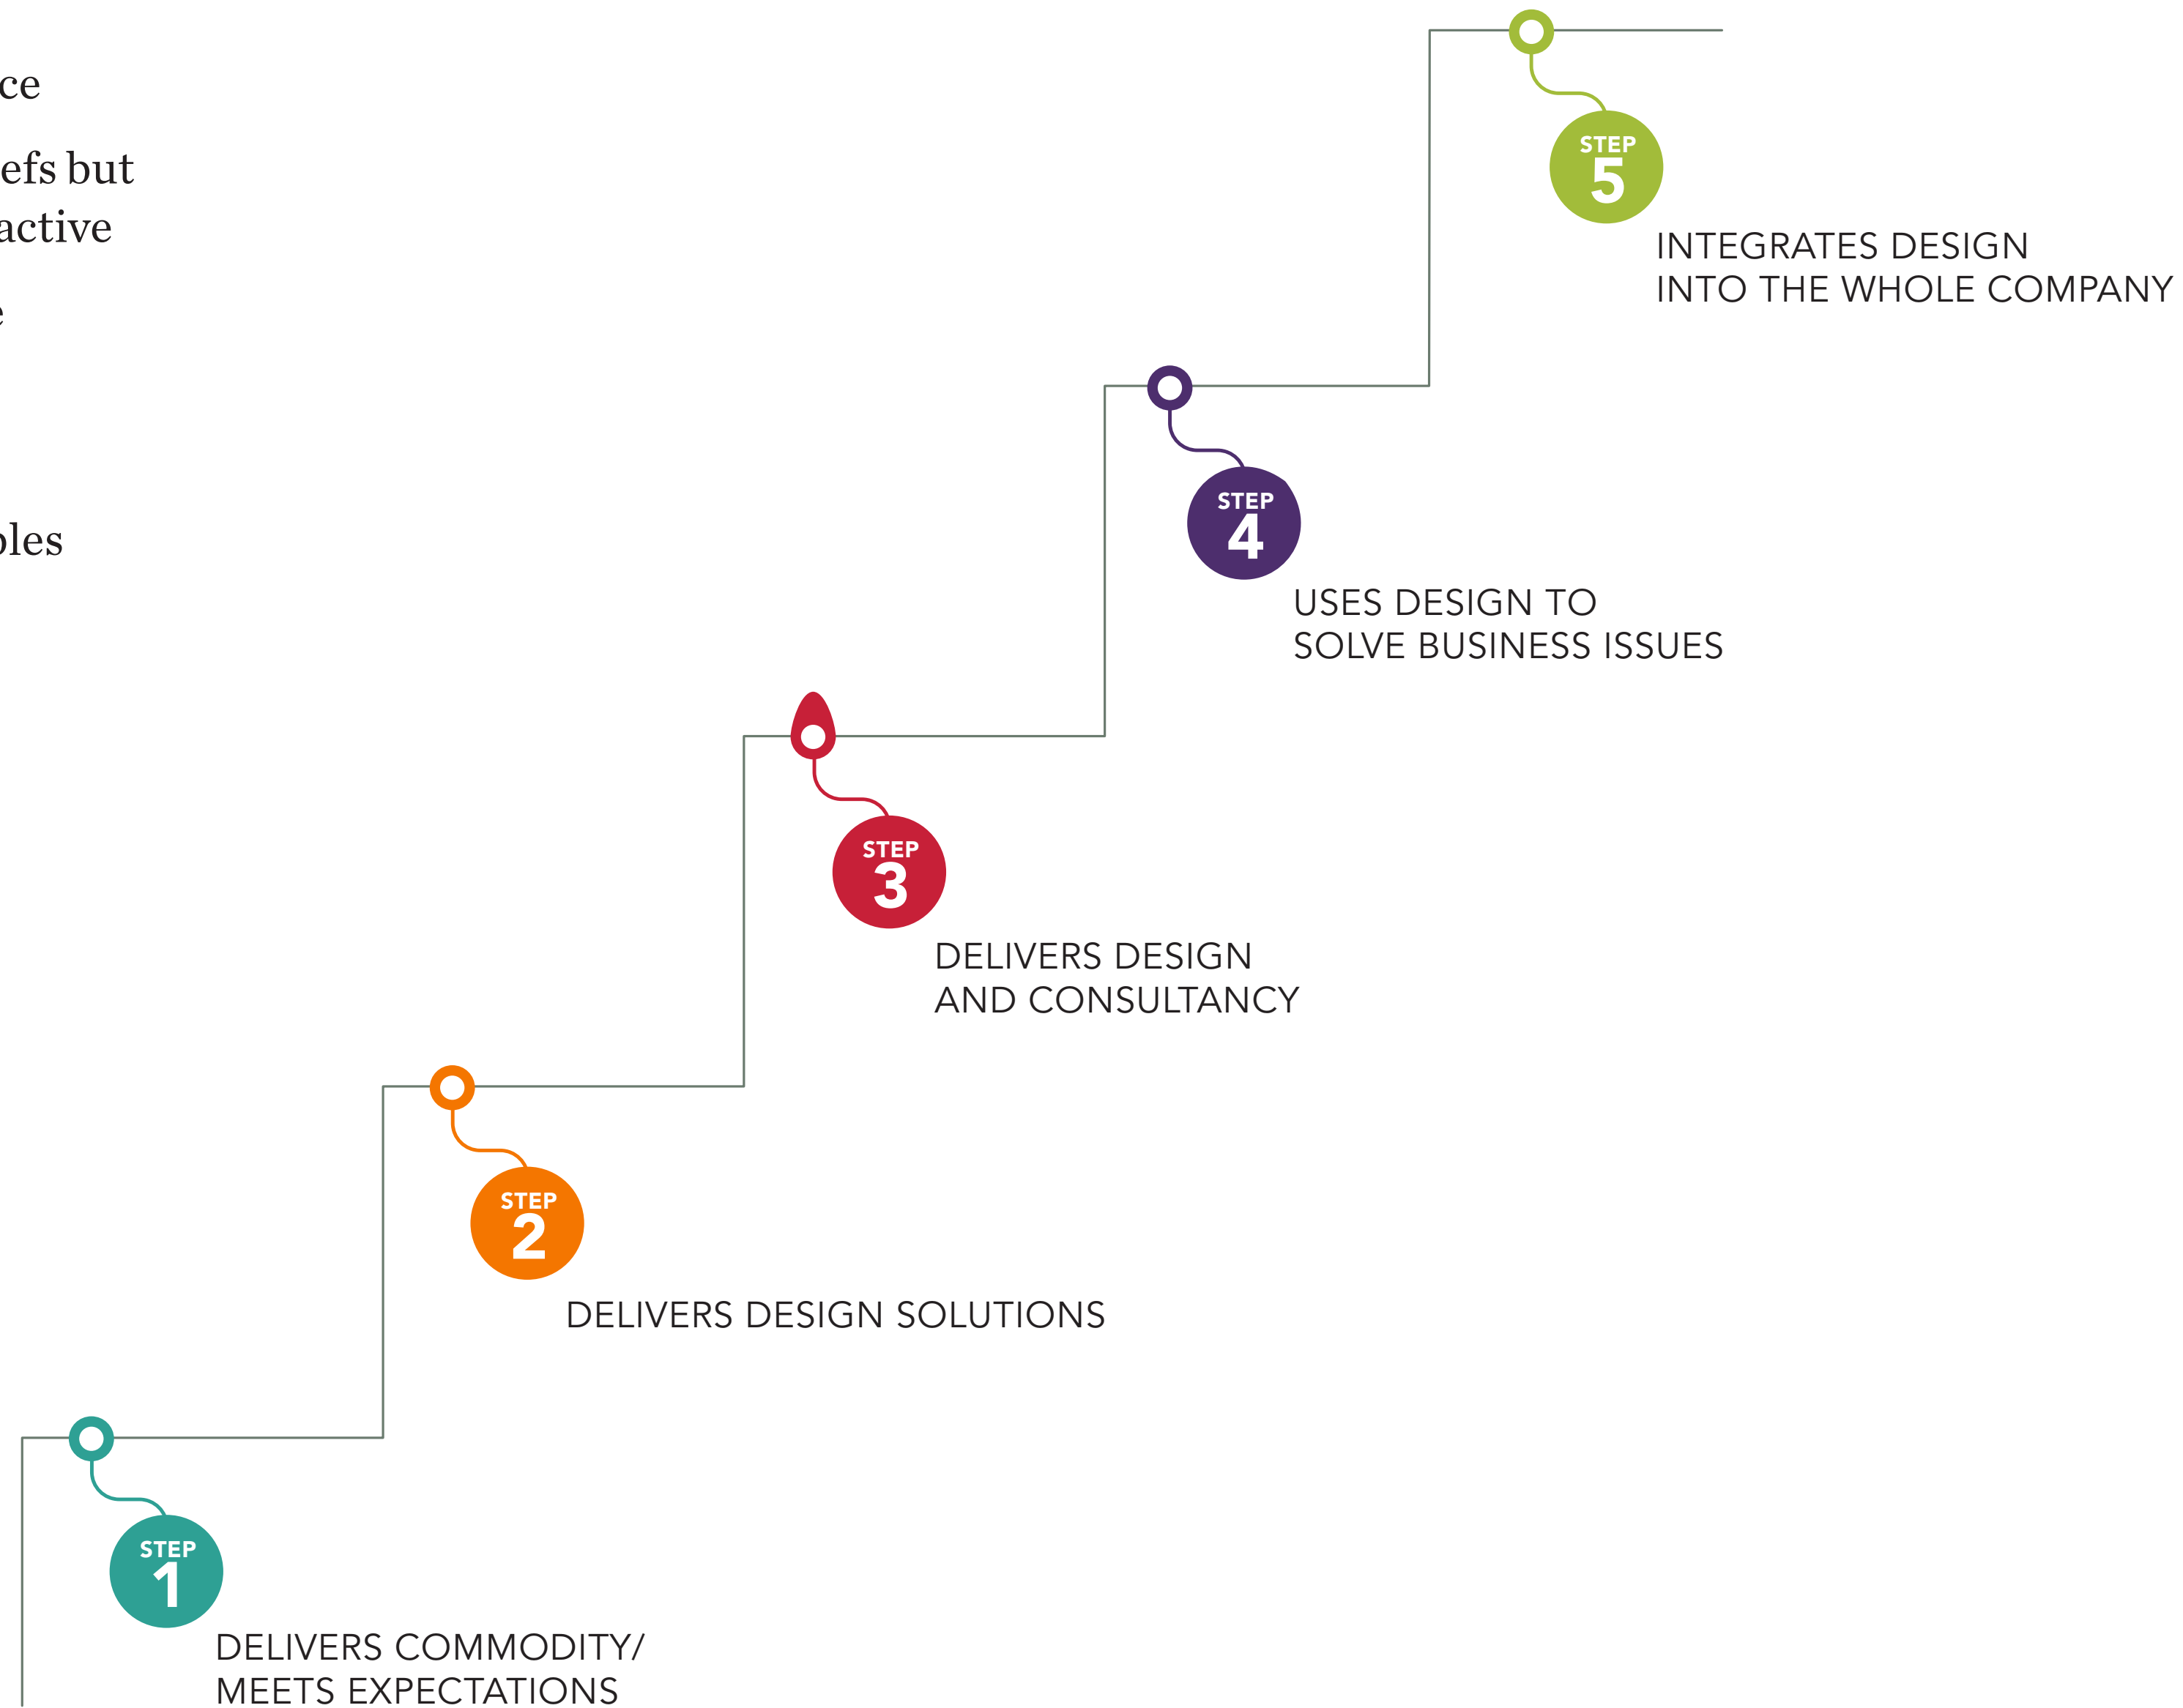 ce
efs but
active
e
oles
STEP
5
INTEGRATES DESIGN
INTO THE WHOLE COMPANY
STEP
4
USES DESIGN TO
SOLVE BUSINESS ISSUES
STEP
3
DELIVERS DESIGN
AND CONSULTANCY
STEP
2
DELIVERS DESIGN SOLUTIONS
STEP
1
DELIVERS COMMODITY/
MEETS EXPECTATIONS